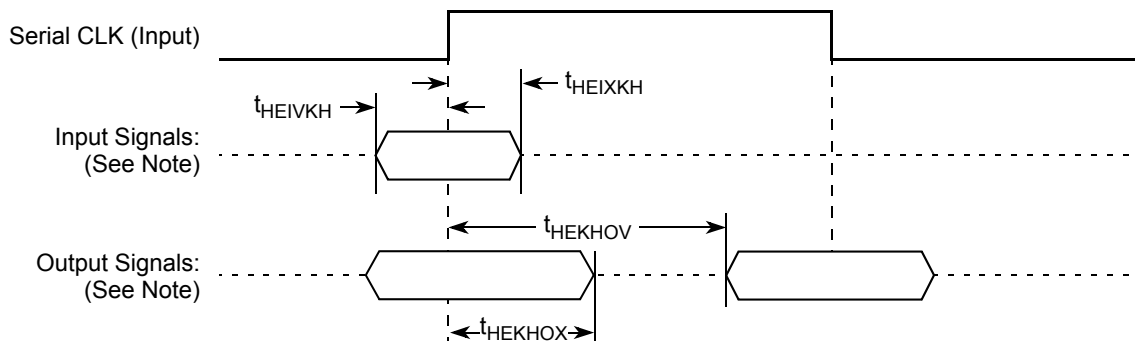 Serial CLK (Input)
tHEIXKH
tHEIVKH
Input Signals:
(See Note)
tHEKHOV
Output Signals:
(See Note)
tHEKHOX